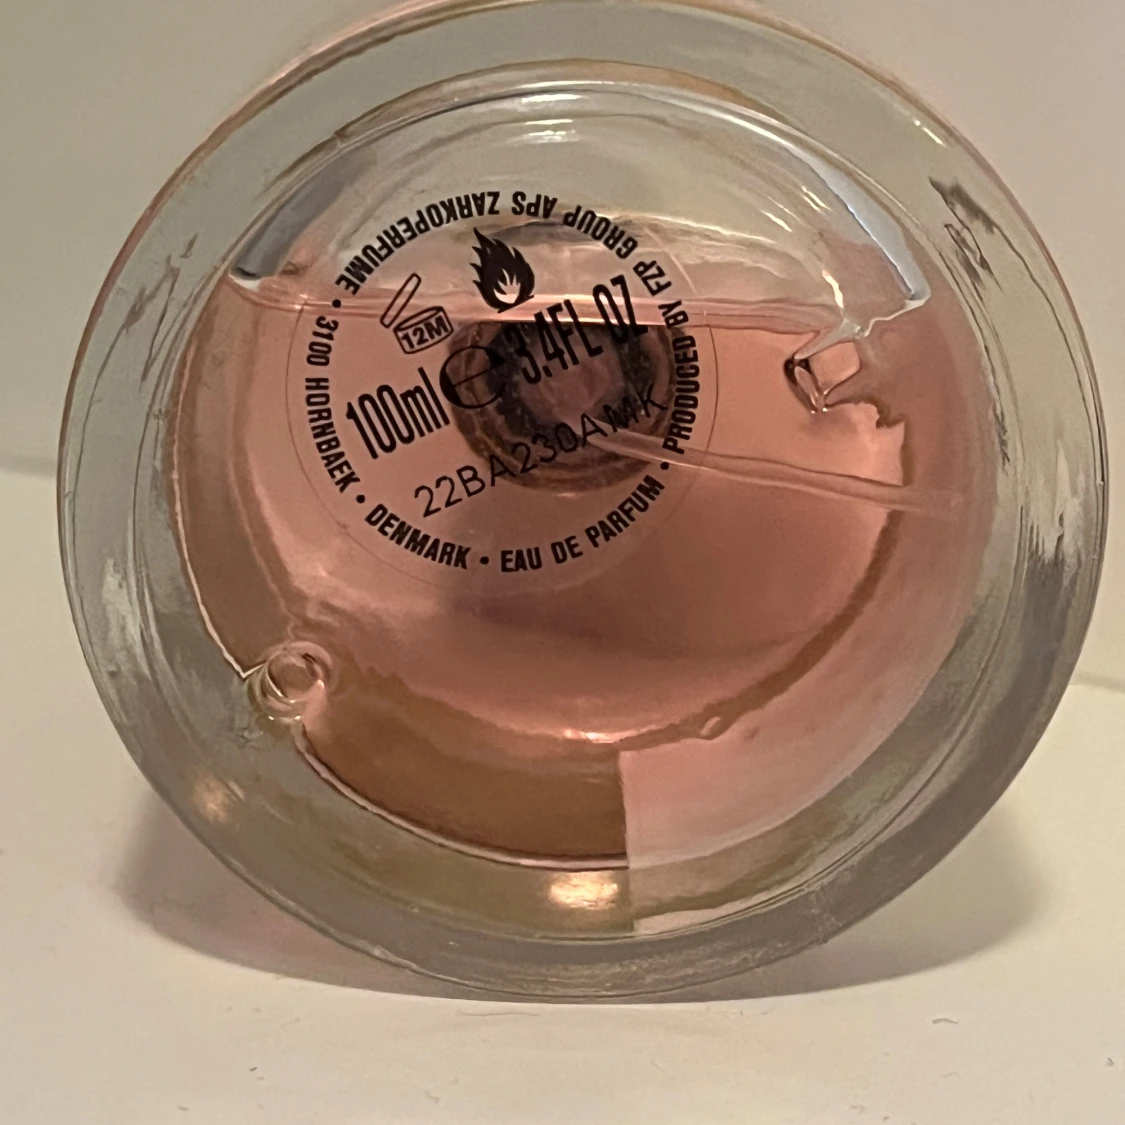 PRODUCED BY FZP GROUP APS ZARKOPERFUME • 3100 HORNBAEK • DENMARK • EAU DE PARFUM •
12M
100ml e 3.4FL OZ
22BA230AMK